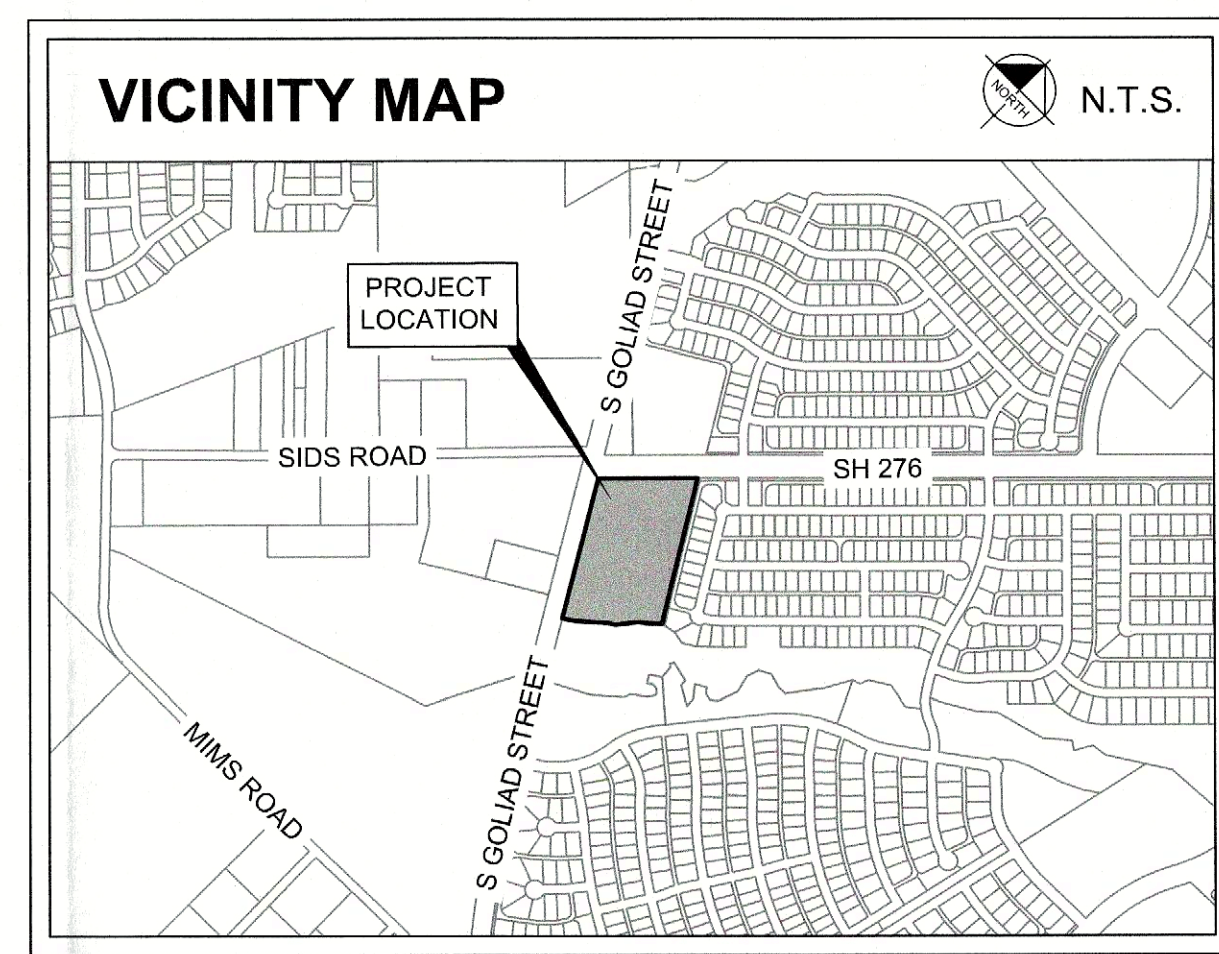 VICINITY MAP
NORTH
N.T.S.
S GOLIAD STREET
PROJECT
LOCATION
SIDS ROAD
SH 276
S GOLIAD STREET
MIMS ROAD